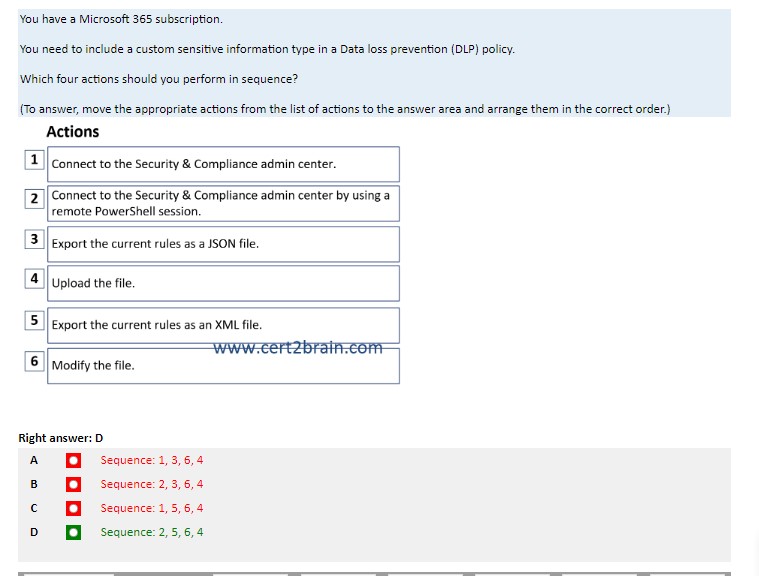 You have a Microsoft 365 subscription.
You need to include a custom sensitive information type in a Data loss prevention (DLP) policy.
Which four actions should you perform in sequence?
(To answer, move the appropriate actions from the list of actions to the answer area and arrange them in the correct order.)
Actions
1 Connect to the Security & Compliance admin center.
2 Connect to the Security & Compliance admin center by using a
remote PowerShell session.
3 Export the current rules as a JSON file.
4 Upload the file.
5 Export the current rules as an XML file.
www.cert2brain.com
6 Modify the file.
Right answer: D
A Sequence: 1, 3, 6, 4
B Sequence: 2, 3, 6, 4
C Sequence: 1, 5, 6, 4
D Sequence: 2, 5, 6, 4